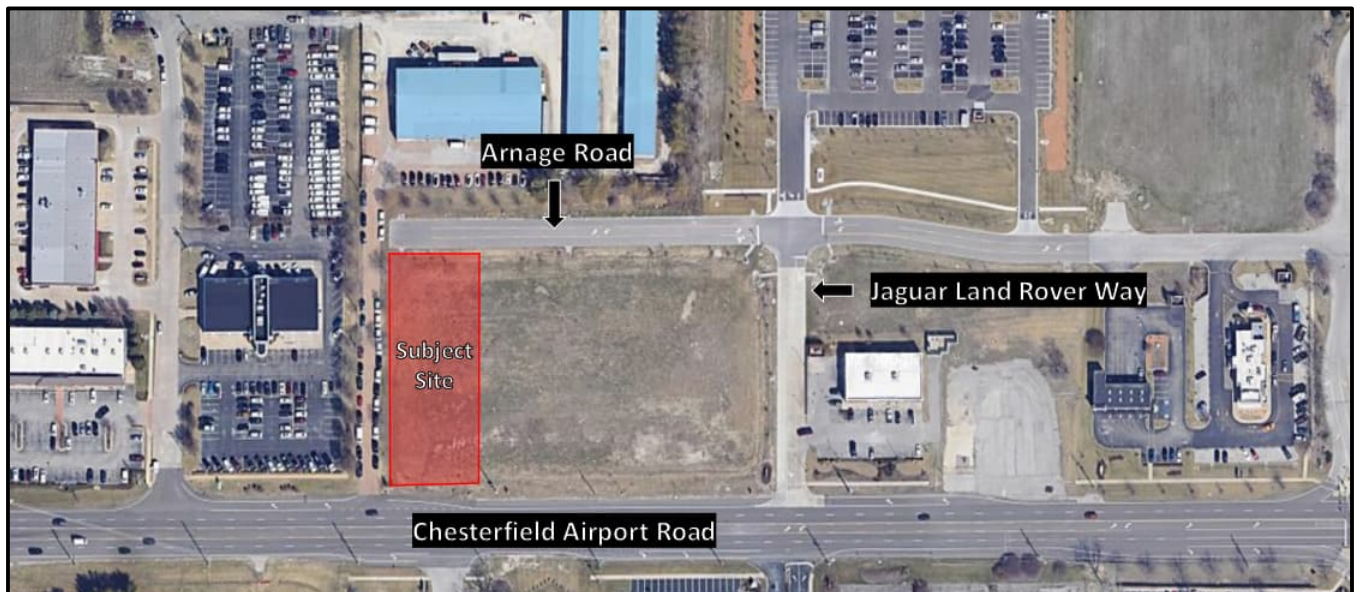 Arnage Road
Jaguar Land Rover Way
Subject
Site
Chesterfield Airport Road